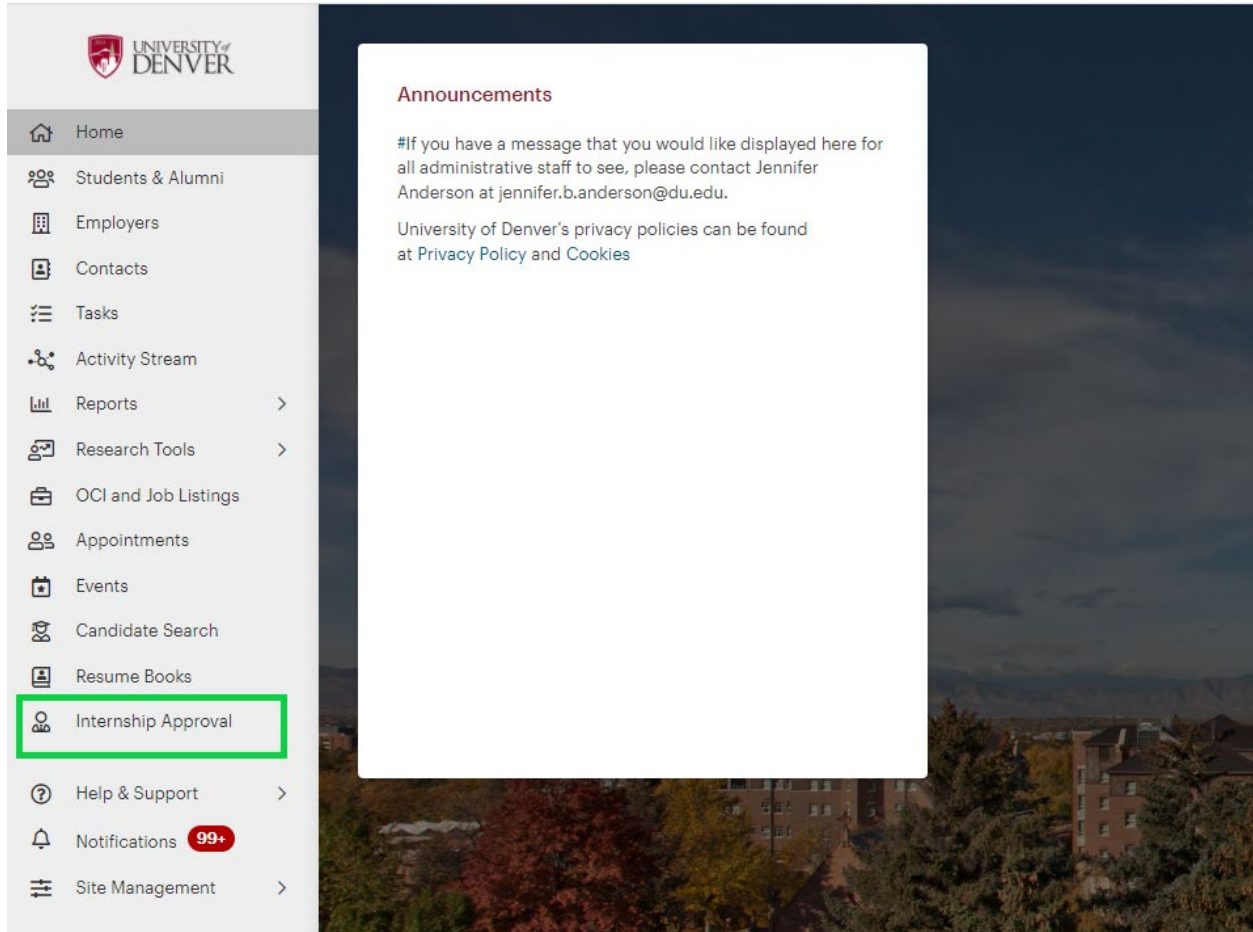 UNIVERSITY of
DENVER
Home
Students & Alumni
Employers
Contacts
Tasks
Activity Stream
Reports
Research Tools
OCI and Job Listings
Appointments
Events
Candidate Search
Resume Books
Internship Approval
Help & Support
Notifications 99+
Site Management
Announcements
#If you have a message that you would like displayed here for
all administrative staff to see, please contact Jennifer
Anderson at jennifer.b.anderson@du.edu.
University of Denver's privacy policies can be found
at Privacy Policy and Cookies